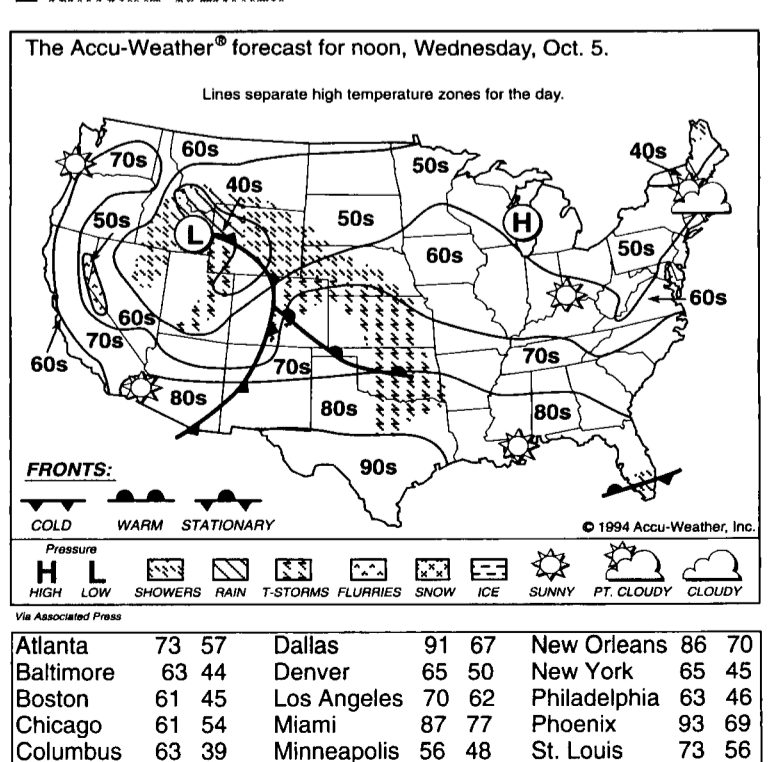 The Accu-Weather® forecast for noon, Wednesday, Oct. 5.
Lines separate high temperature zones for the day.
70s
60s
50s
40s
40s
50s
50s
L
H
60s
50s
60s
60s
70s
60s
70s
70s
80s
80s
80s
90s
FRONTS:
COLD WARM STATIONARY
© 1994 Accu-Weather, Inc.
Pressure
H L
HIGH LOW SHOWERS RAIN T-STORMS FLURRIES SNOW ICE SUNNY PT. CLOUDY CLOUDY
Via Associated Press
Atlanta 73 57 Dallas 91 67 New Orleans 86 70
Baltimore 63 44 Denver 65 50 New York 65 45
Boston 61 45 Los Angeles 70 62 Philadelphia 63 46
Chicago 61 54 Miami 87 77 Phoenix 93 69
Columbus 63 39 Minneapolis 56 48 St. Louis 73 56